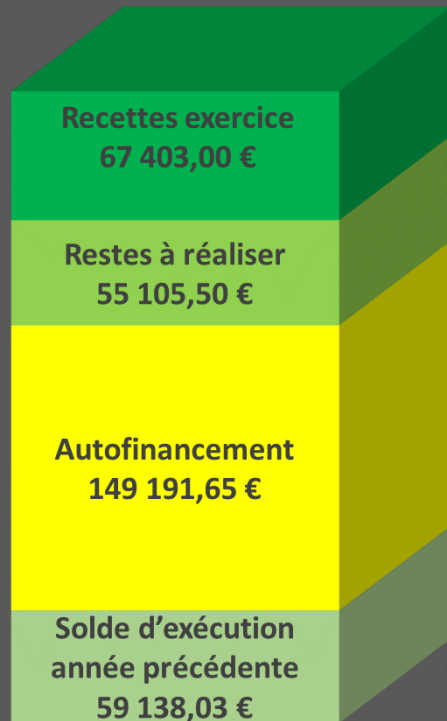 Recettes exercice
67 403,00 €
Restes à réaliser
55 105,50 €
Autofinancement
149 191,65 €
Solde d’exécution
année précédente
59 138,03 €